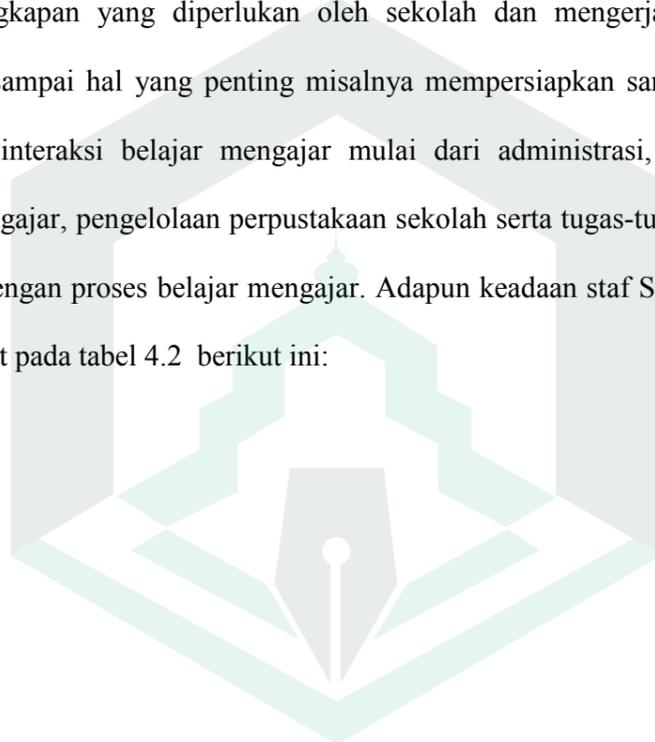 gkapan yang diperlukan oleh sekolah dan mengerja
sampai hal yang penting misalnya mempersiapkan sar
interaksi belajar mengajar mulai dari administrasi,
gajar, pengelolaan perpustakaan sekolah serta tugas-tu
engan proses belajar mengajar. Adapun keadaan staf S
t pada tabel 4.2 berikut ini: